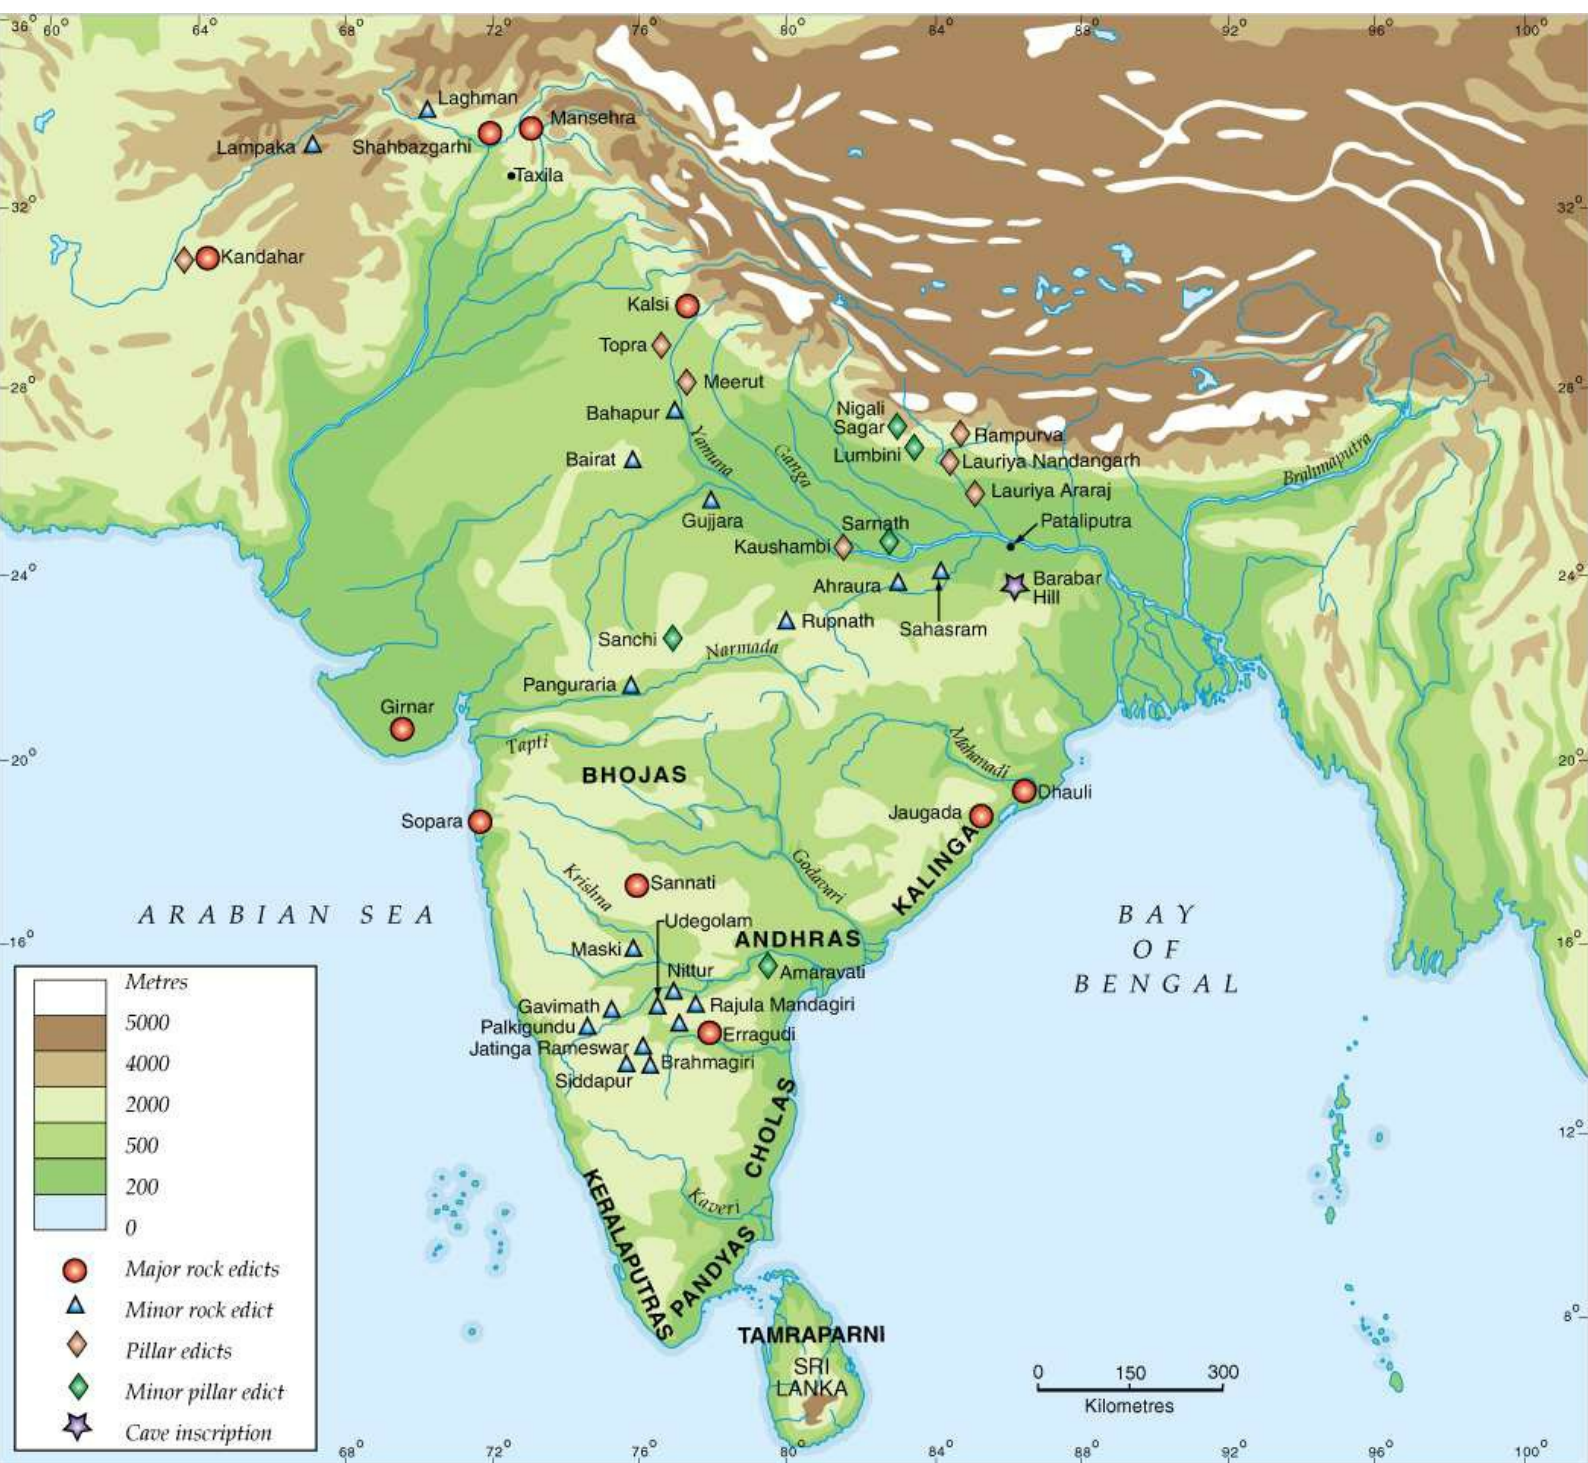 36° 60° 64° 68° 72° 76° 80° 84° 88° 92° 96° 100°
Laghman
Mansehra
Lampaka
Shahbazgarhi
Taxila
32° 32°
Kandahar
Kalsi
Topra
28° 28°
Meerut
Bahapur
Nigali
Sagar
Rampurva
Yamuna
Ganga
Brahmaputra
Bairat
Lumbini
Lauriya Nandangarh
Lauriya Araraj
Gujjara
Sarnath
Pataliputra
Kaushambi
24° 24°
Ahraura
Barabar
Hill
Rupnath
Sahasram
Sanchi
Narmada
Panguraria
Girnar
Tapti
Mahanadi
20° 20°
BHOJAS
Dhauli
Jaugada
Sopara
KALINGA
Godavari
Krishna
Sannati
ARABIAN SEA
BAY
OF
BENGAL
Udegolam
16° 16°
ANDHRAS
Maski
Nittur
Amaravati
Gavimath
Rajula Mandagiri
Palkigundu
Erragudi
Jatinga Rameswar
Brahmagiri
Siddapur
CHOLAS
12°
Kaveri
KERALAPUTRAS
PANDYAS
8°
TAMRAPARNI
SRI
LANKA
0 150 300
Kilometres
Metres
5000
4000
2000
500
200
0
Major rock edicts
Minor rock edict
Pillar edicts
Minor pillar edict
Cave inscription
68° 72° 76° 80° 84° 88° 92° 96° 100°